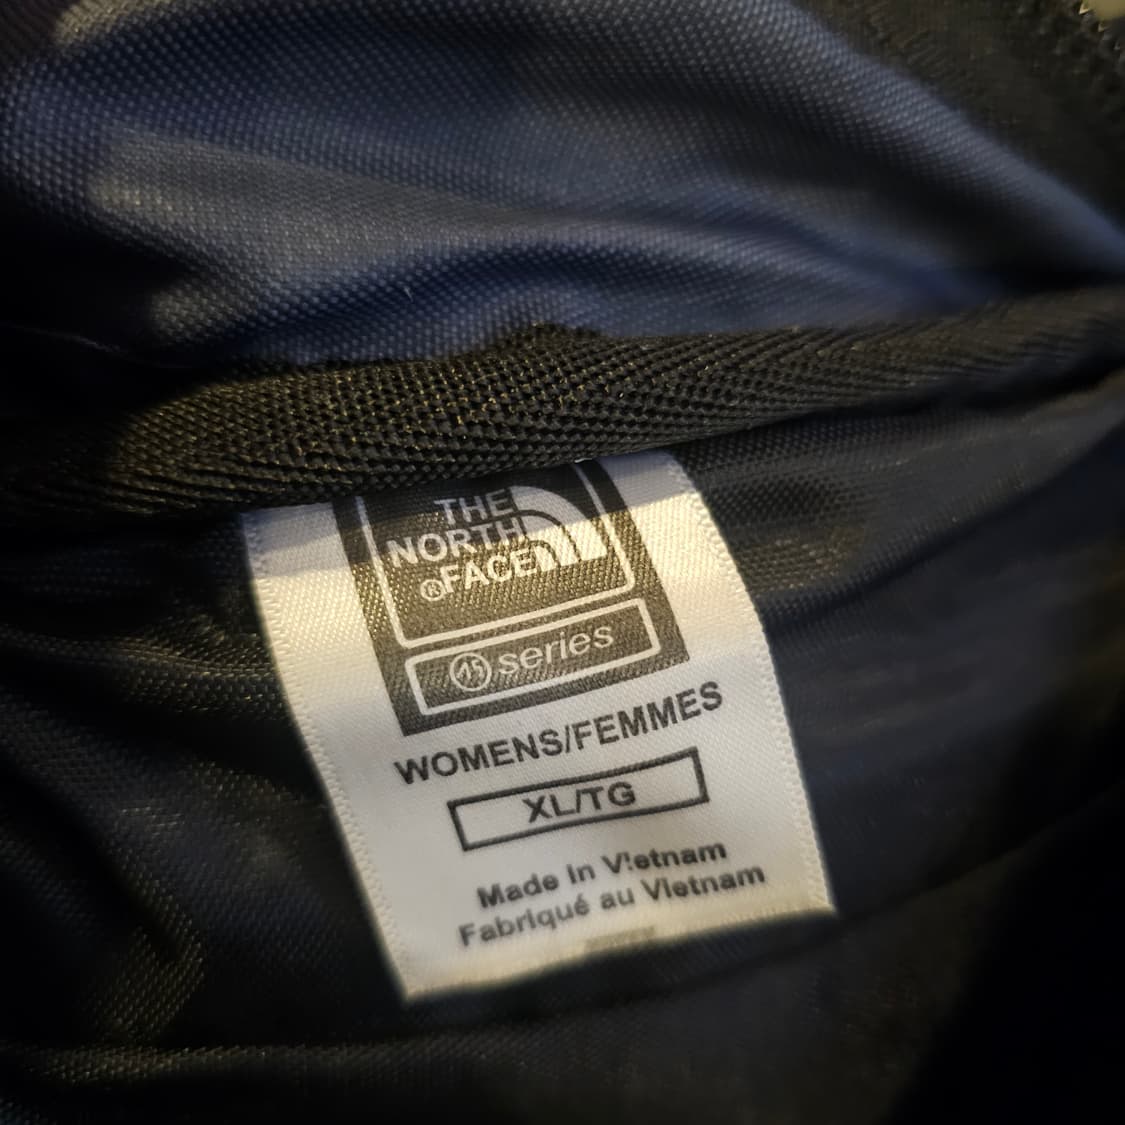 THE
NORTH
®FACE
series
WOMENS/FEMMES
XL/TG
Made In Vietnam
Fabriqué au Vietnam